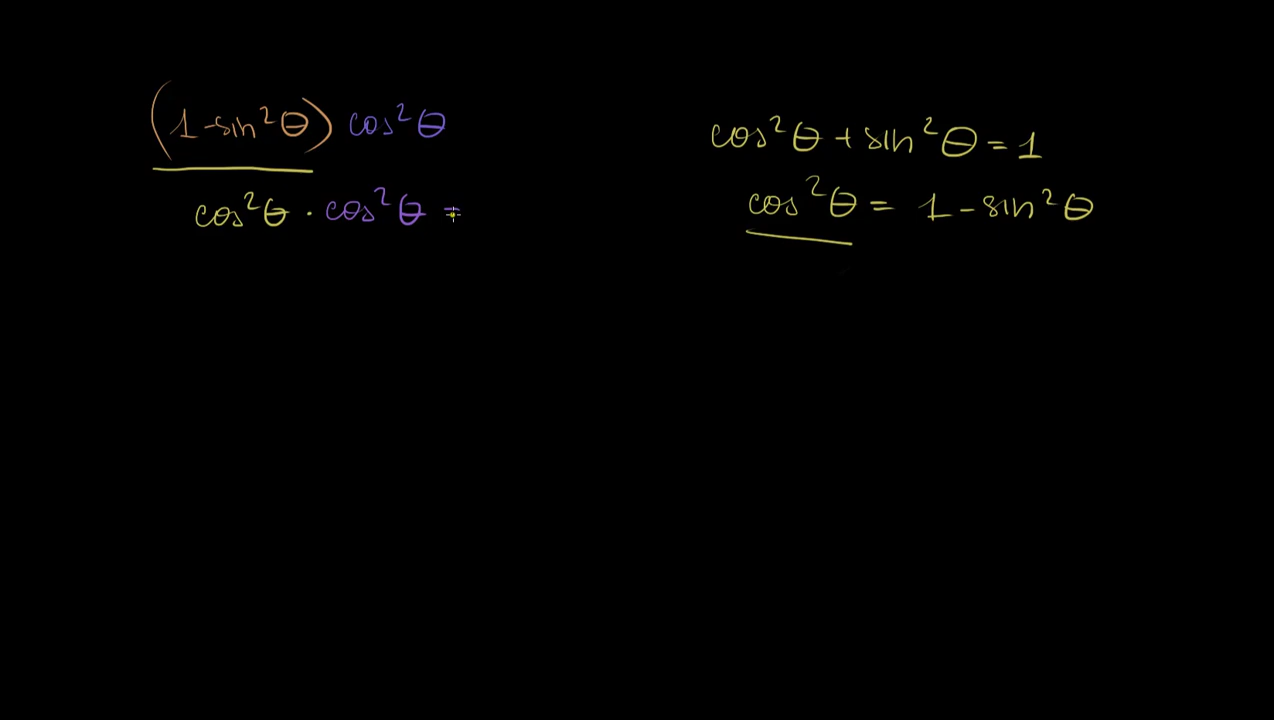 (1-sin²θ) cos²θ
cos²θ · cos²θ =
cos²θ + sin²θ = 1
cos²θ = 1 - sin²θ